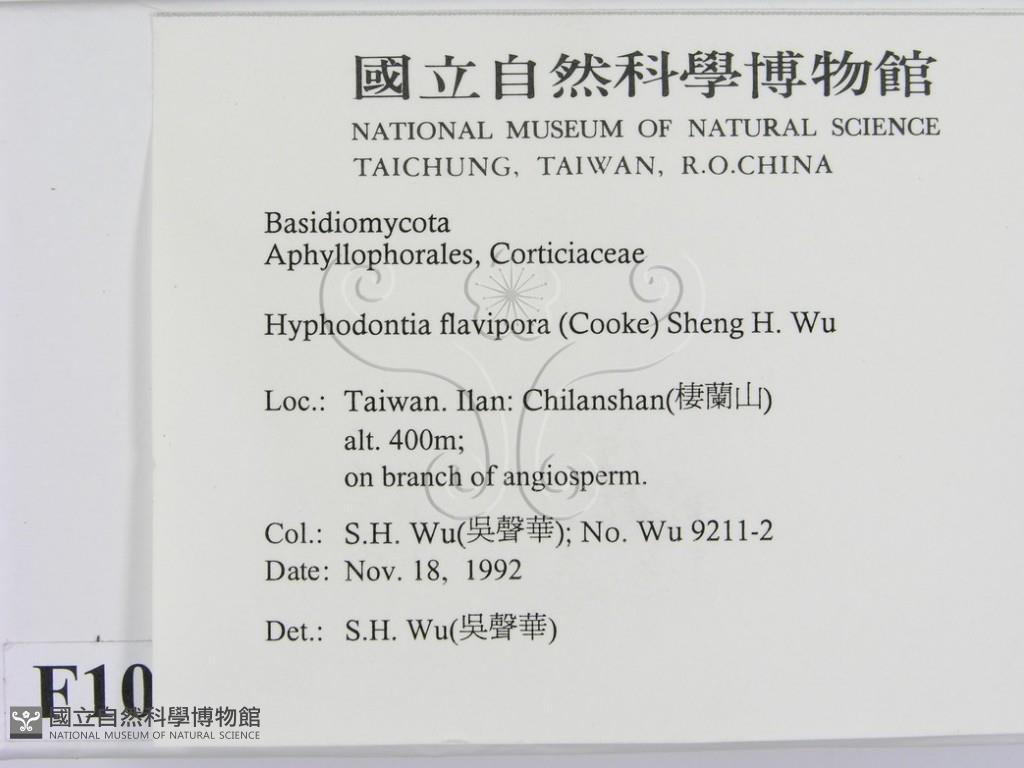 國立自然科學博物館
NATIONAL MUSEUM OF NATURAL SCIENCE
TAICHUNG, TAIWAN, R.O.CHINA
Basidiomycota
Aphyllophorales, Corticiaceae
Hyphodontia flavipora (Cooke) Sheng H. Wu
Loc.: Taiwan. Ilan: Chilanshan(棲蘭山)
alt. 400m;
on branch of angiosperm.
Col.: S.H. Wu(吳聲華); No. Wu 9211-2
Date: Nov. 18, 1992
Det.: S.H. Wu(吳聲華)
F10
國立自然科學博物館
NATIONAL MUSEUM OF NATURAL SCIENCE